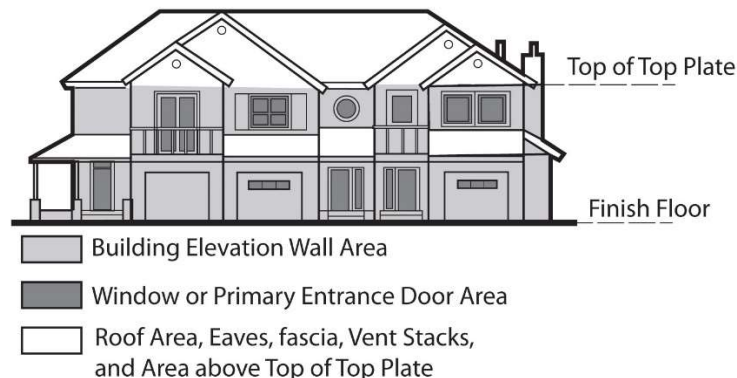 Top of Top Plate
Finish Floor
Building Elevation Wall Area
Window or Primary Entrance Door Area
Roof Area, Eaves, fascia, Vent Stacks,
and Area above Top of Top Plate